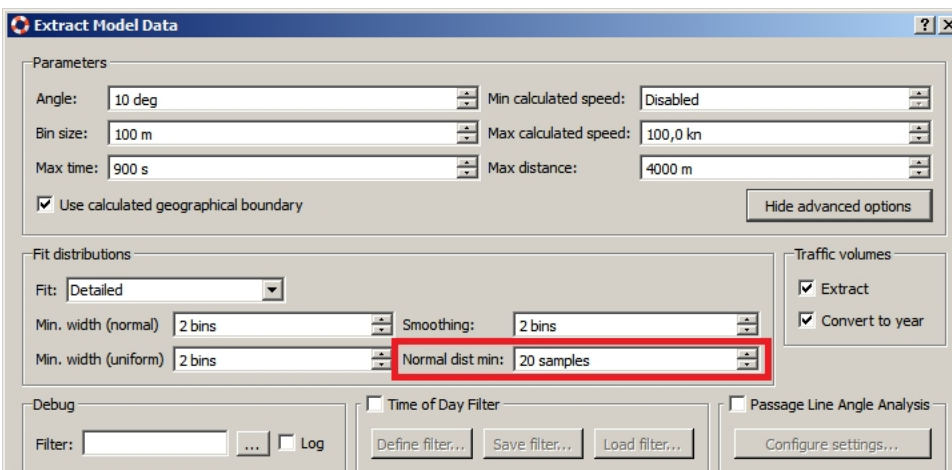 Extract Model Data
Parameters
Angle: 10 deg Min calculated speed: Disabled
Bin size: 100 m Max calculated speed: 100,0 kn
Max time: 900 s Max distance: 4000 m
Use calculated geographical boundary Hide advanced options
Fit distributions Traffic volumes
Fit: Detailed Extract
Min. width (normal) 2 bins Smoothing: 2 bins Convert to year
Min. width (uniform) 2 bins Normal dist min: 20 samples
Debug Time of Day Filter Passage Line Angle Analysis
Filter: ... Log Define filter... Save filter... Load filter... Configure settings...